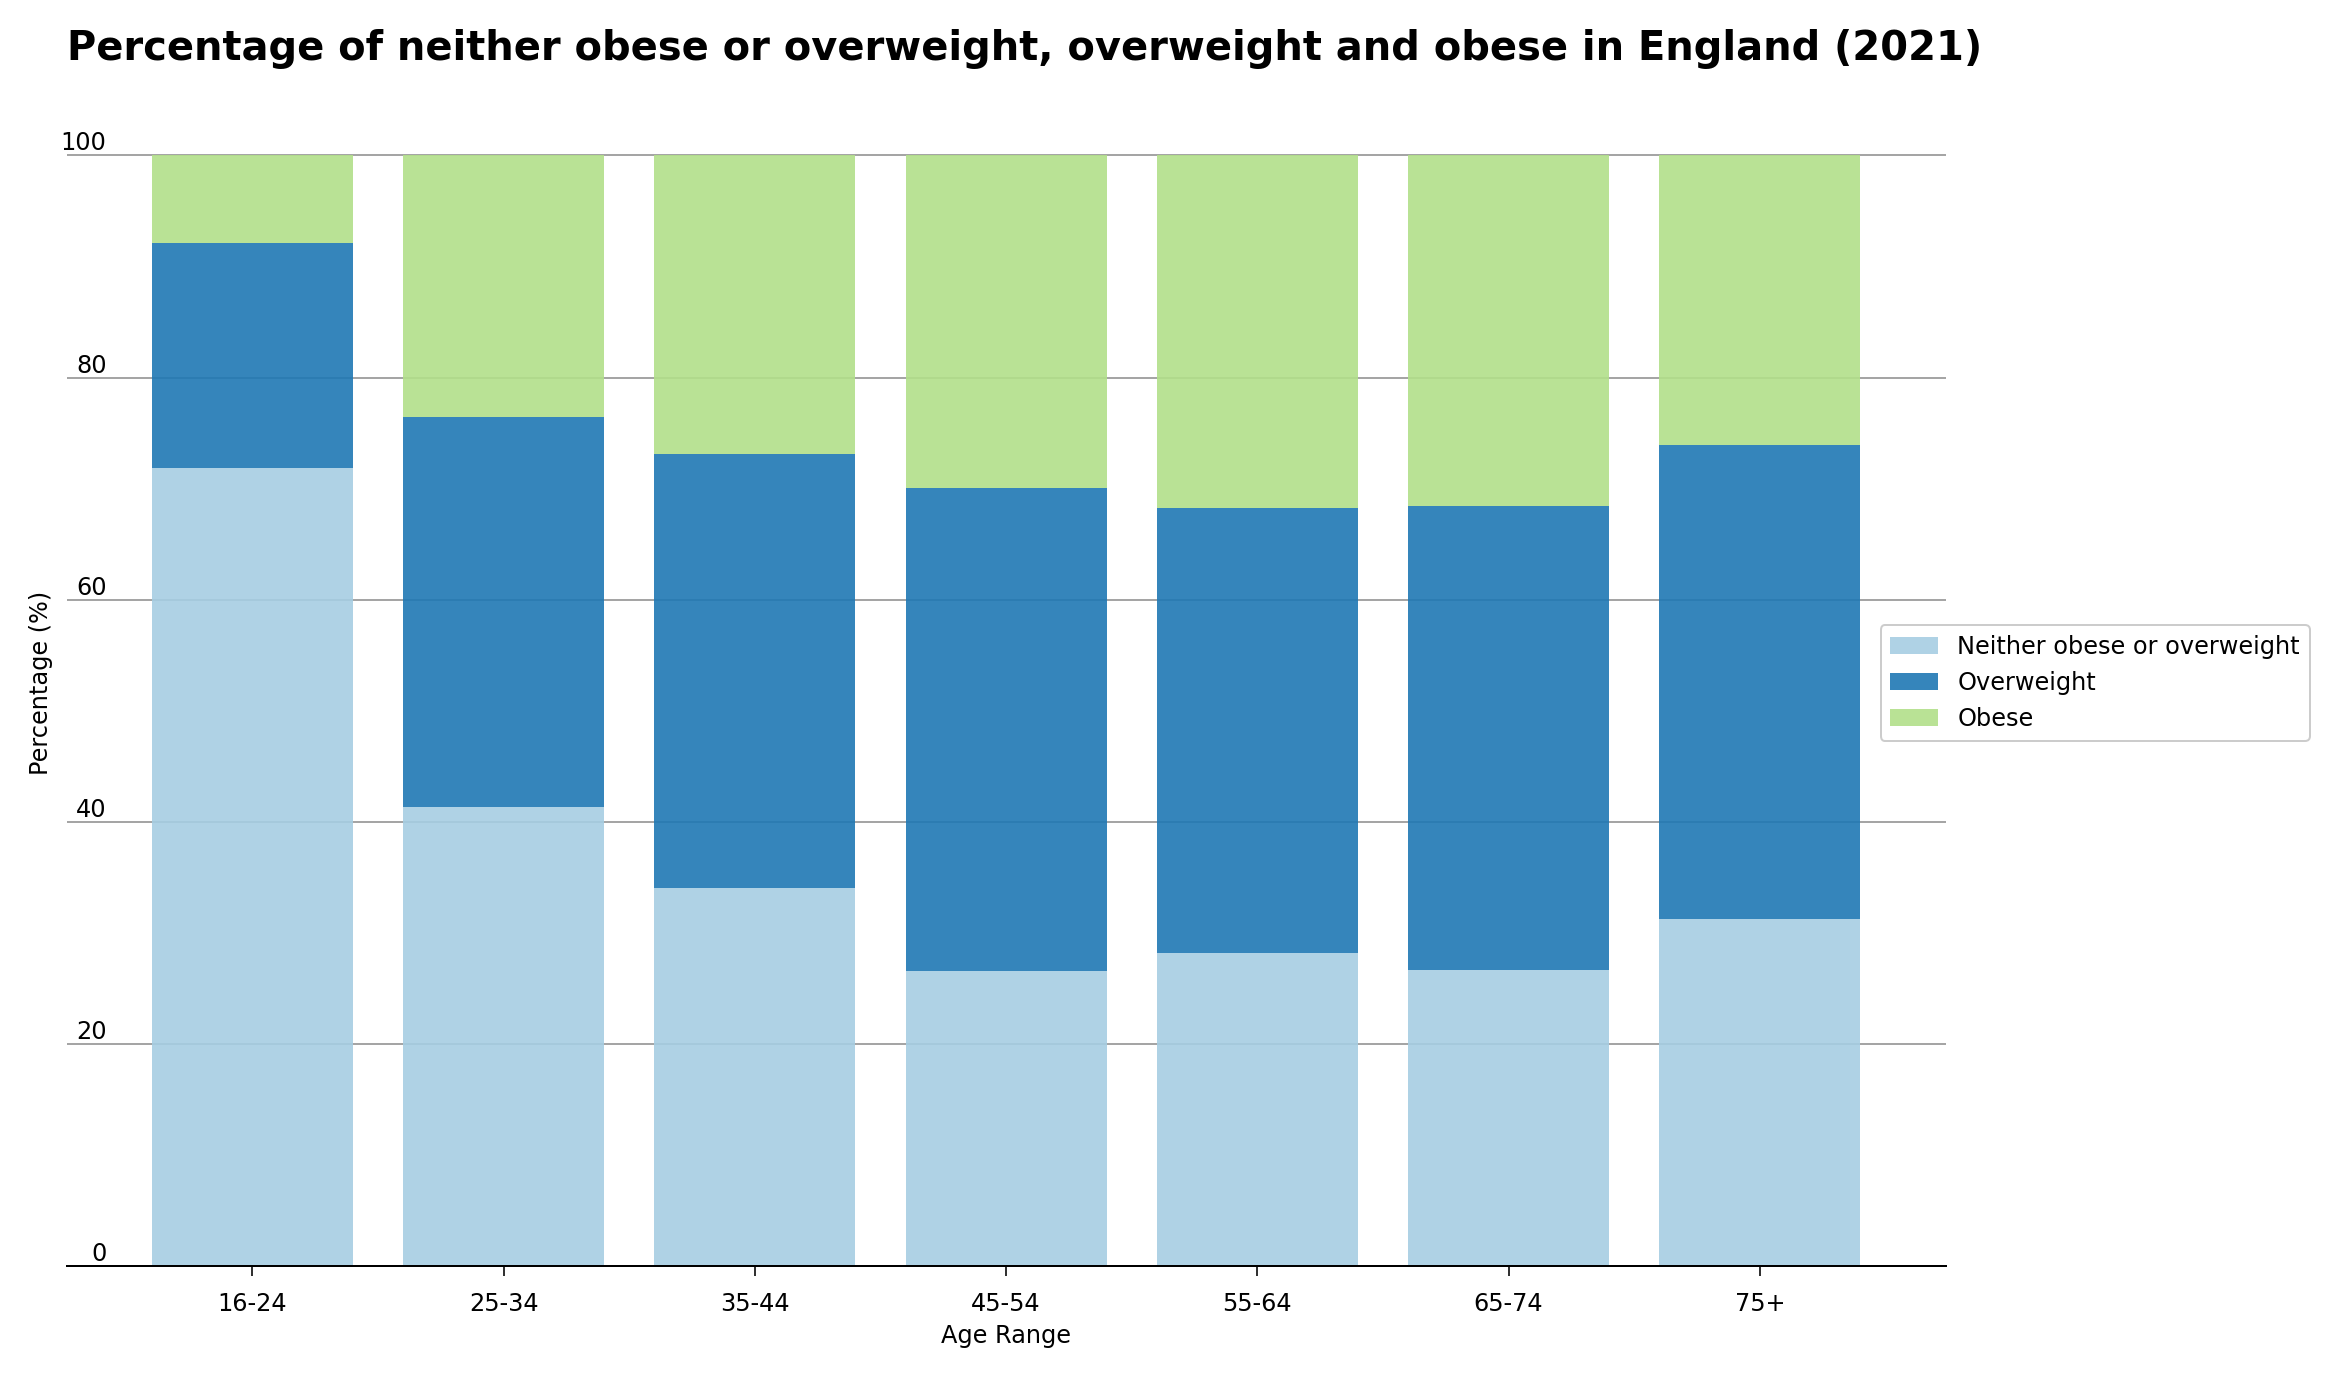 Percentage of neither obese or overweight, overweight and obese in England (2021)
100
80
60
40
20
0
Percentage (%)
Neither obese or overweight
Overweight
Obese
16-24 25-34 35-44 45-54 55-64 65-74 75+
Age Range